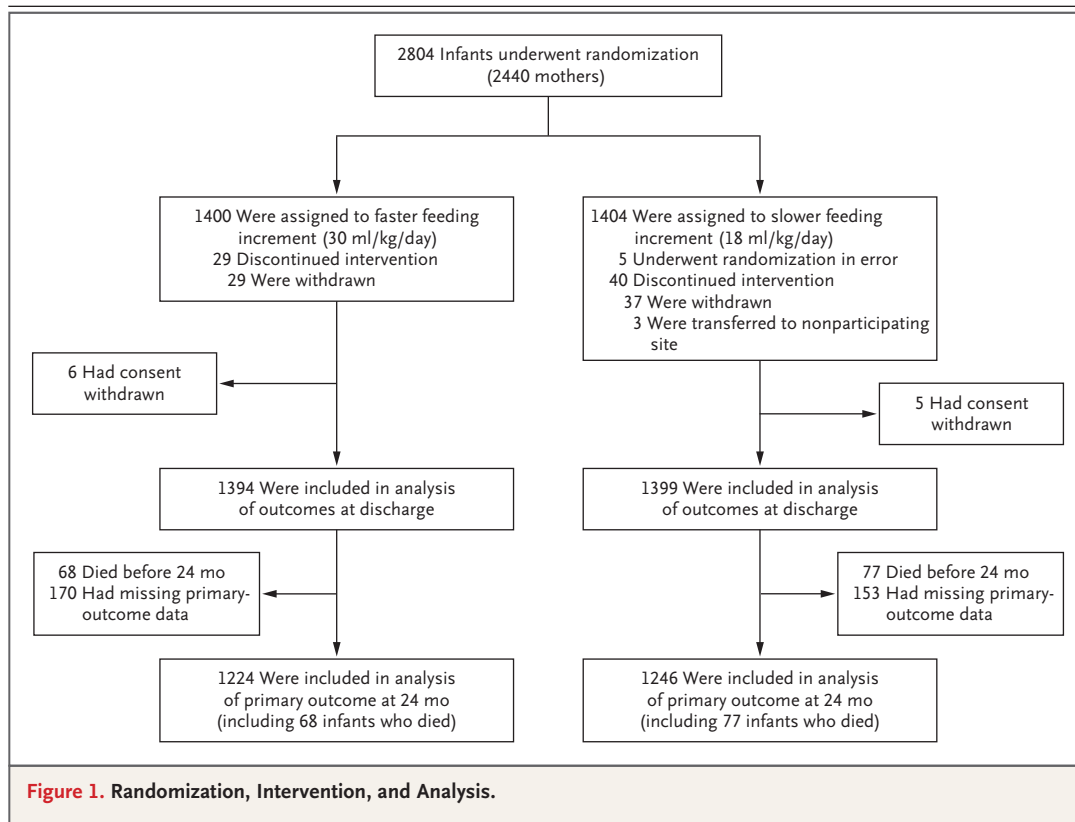 2804 Infants underwent randomization
(2440 mothers)
1400 Were assigned to faster feeding
increment (30 ml/kg/day)
29 Discontinued intervention
29 Were withdrawn
1404 Were assigned to slower feeding
increment (18 ml/kg/day)
5 Underwent randomization in error
40 Discontinued intervention
37 Were withdrawn
3 Were transferred to nonparticipating
site
6 Had consent
withdrawn
5 Had consent
withdrawn
1394 Were included in analysis
of outcomes at discharge
1399 Were included in analysis
of outcomes at discharge
68 Died before 24 mo
170 Had missing primary-
outcome data
77 Died before 24 mo
153 Had missing primary-
outcome data
1224 Were included in analysis
of primary outcome at 24 mo
(including 68 infants who died)
1246 Were included in analysis
of primary outcome at 24 mo
(including 77 infants who died)
Figure 1. Randomization, Intervention, and Analysis.